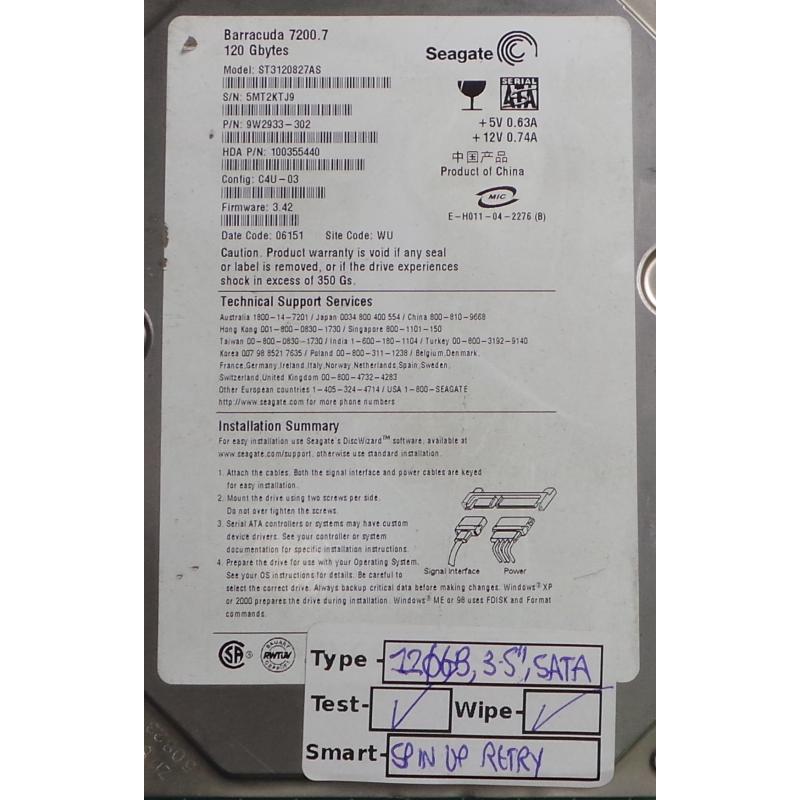 Barracuda 7200.7
120 Gbytes
Model: ST3120827AS
S/N: 5MT2KTJ9
P/N: 9W2933-302
HDA P/N: 100355440
Config: C4U-03
Firmware: 3.42
Date Code: 06151 Site Code: WU
Seagate
SERIAL
ATA
+5V 0.63A
+12V 0.74A
中国产品
Product of China
MIC
E-H011-04-2276 (B)
Caution. Product warranty is void if any seal
or label is removed, or if the drive experiences
shock in excess of 350 Gs.
Technical Support Services
Australia 1800-14-7201 / Japan 0034 800 400 554 / China 800-810-9668
Hong Kong 001-800-0830-1730 / Singapore 800-1101-150
Taiwan 00-800-0830-1730 / India 1-600-180-1104 / Turkey 00-800-3192-9140
Korea 007 98 8521 7635 / Poland 00-800-311-1238 / Belgium,Denmark,
France,Germany,Ireland,Italy,Norway,Netherlands,Spain,Sweden,
Switzerland,United Kingdom 00-800-4732-4283
Other European countries 1-405-324-4714 / USA 1-800-SEAGATE
http://www.seagate.com for more phone numbers
Installation Summary
For easy installation use Seagate's DiscWizard™ software, available at
www.seagate.com/support, otherwise use standard installation.
1. Attach the cables. Both the signal interface and power cables are keyed
for easy installation.
2. Mount the drive using two screws per side.
Do not over tighten the screws.
3. Serial ATA controllers or systems may have custom
device drivers. See your controller or system
documentation for specific installation instructions.
4. Prepare the drive for use with your Operating System.
See your OS instructions for details. Be careful to
select the correct drive. Always backup critical data before making changes. Windows® XP
or 2000 prepares the drive during installation. Windows® ME or 98 uses FDISK and Format
commands.
Signal Interface Power
SA
RWTÜV
Type - 120GB, 3.5", SATA
Test- Wipe-
Smart- SPIN UP RETRY